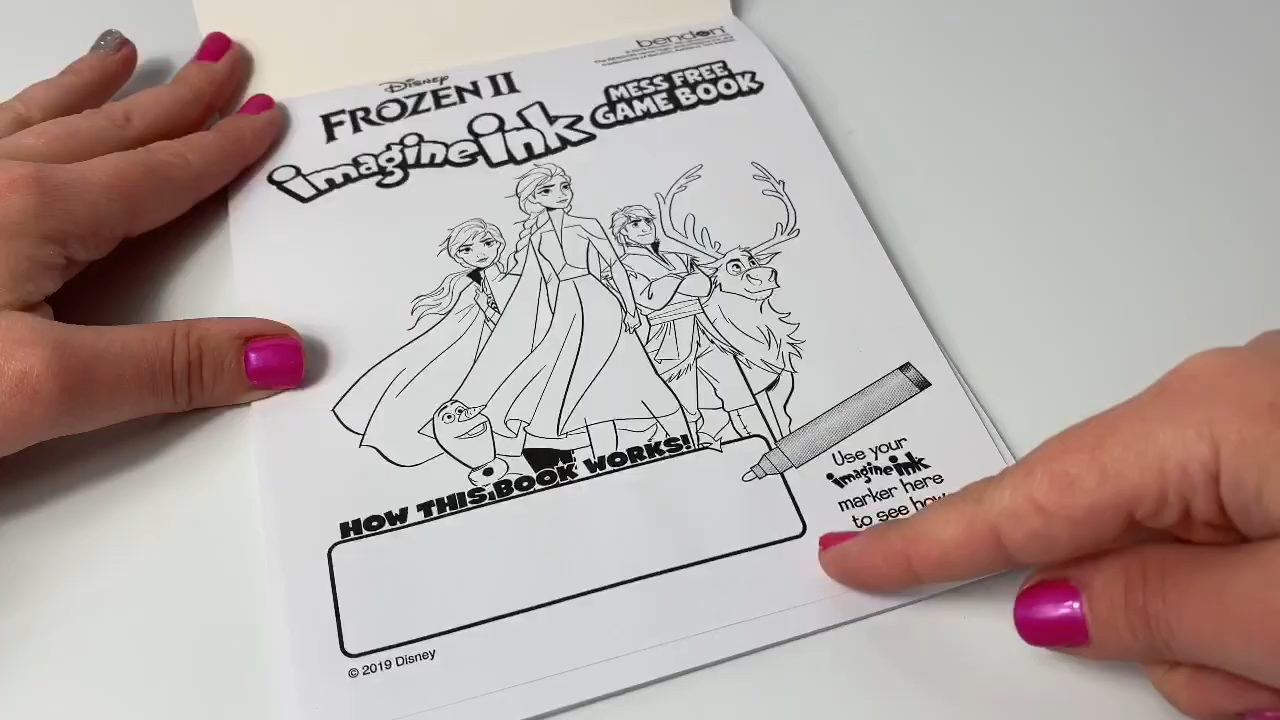 bendon®
Disney
FROZEN II
MESS FREE
GAME BOOK
imagine ink
HOW THIS BOOK WORKS!
Use your
imagine ink
marker here
to see how
© 2019 Disney